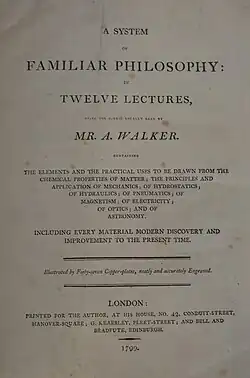 A SYSTEM
OF
FAMILIAR PHILOSOPHY:
IN
TWELVE LECTURES,
BEING THE COURSE USUALLY READ BY
MR. A. WALKER.
CONTAINING
THE ELEMENTS AND THE PRACTICAL USES TO BE DRAWN FROM THE
CHEMICAL PROPERTIES OF MATTER; THE PRINCIPLES AND
APPLICATION OF MECHANICS; OF HYDROSTATICS;
OF HYDRAULICS; OF PNEUMATICS; OF
MAGNETISM; OF ELECTRICITY;
OF OPTICS; AND OF
ASTRONOMY.
INCLUDING EVERY MATERIAL MODERN DISCOVERY AND
IMPROVEMENT TO THE PRESENT TIME.
Illustrated by Forty-seven Copper-plates, neatly and accurately Engraved.
LONDON:
PRINTED FOR THE AUTHOR, AT HIS HOUSE, NO. 42, CONDUIT-STREET,
HANOVER-SQUARE; G. KEARSLEY, FLEET-STREET; AND BELL AND
BRADFUTE, EDINBURGH.
1799.